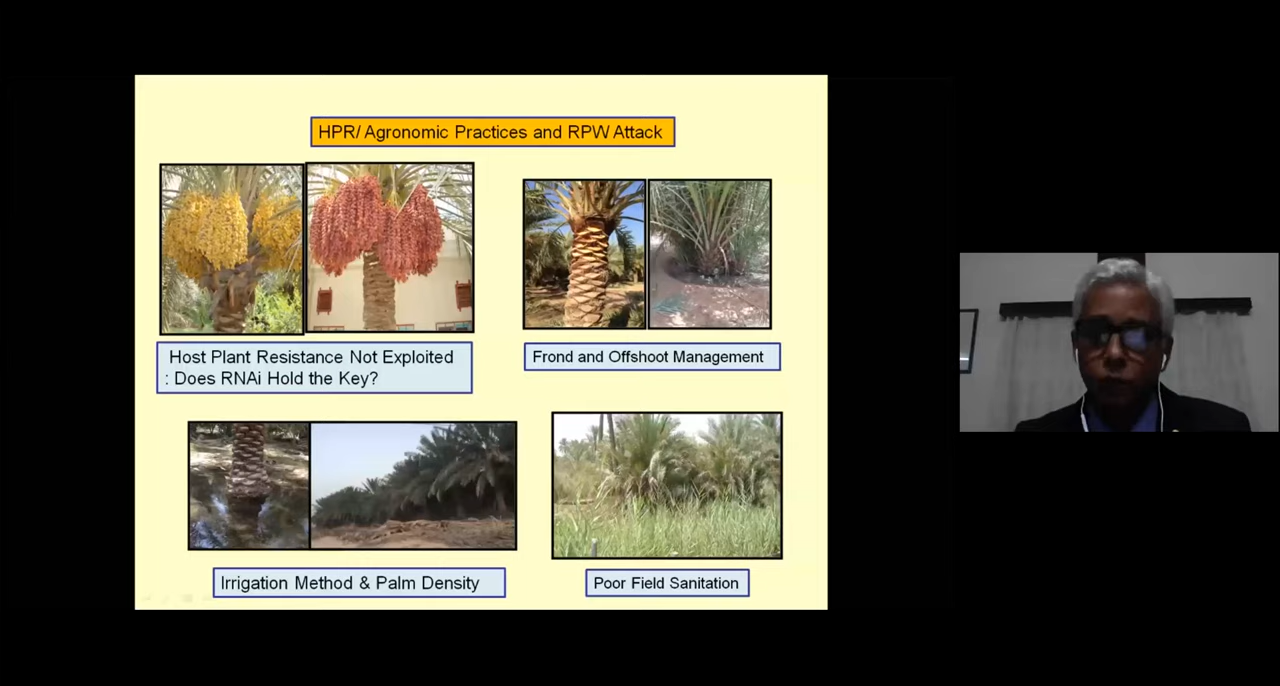 HPR/ Agronomic Practices and RPW Attack
Host Plant Resistance Not Exploited
: Does RNAi Hold the Key?
Frond and Offshoot Management
Irrigation Method & Palm Density
Poor Field Sanitation